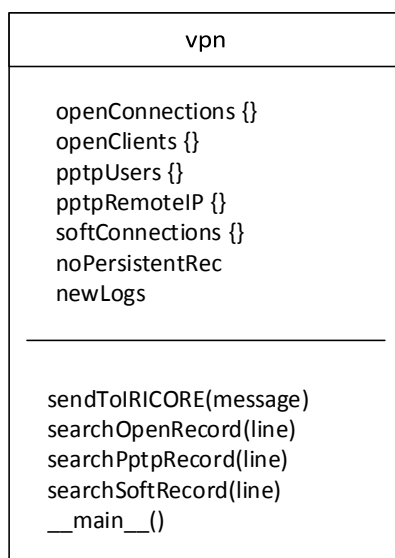 vpn
openConnections {}
openClients {}
pptpUsers {}
pptpRemoteIP {}
softConnections {}
noPersistentRec
newLogs
sendToIRICORE(message)
searchOpenRecord(line)
searchPptpRecord(line)
searchSoftRecord(line)
__main__()